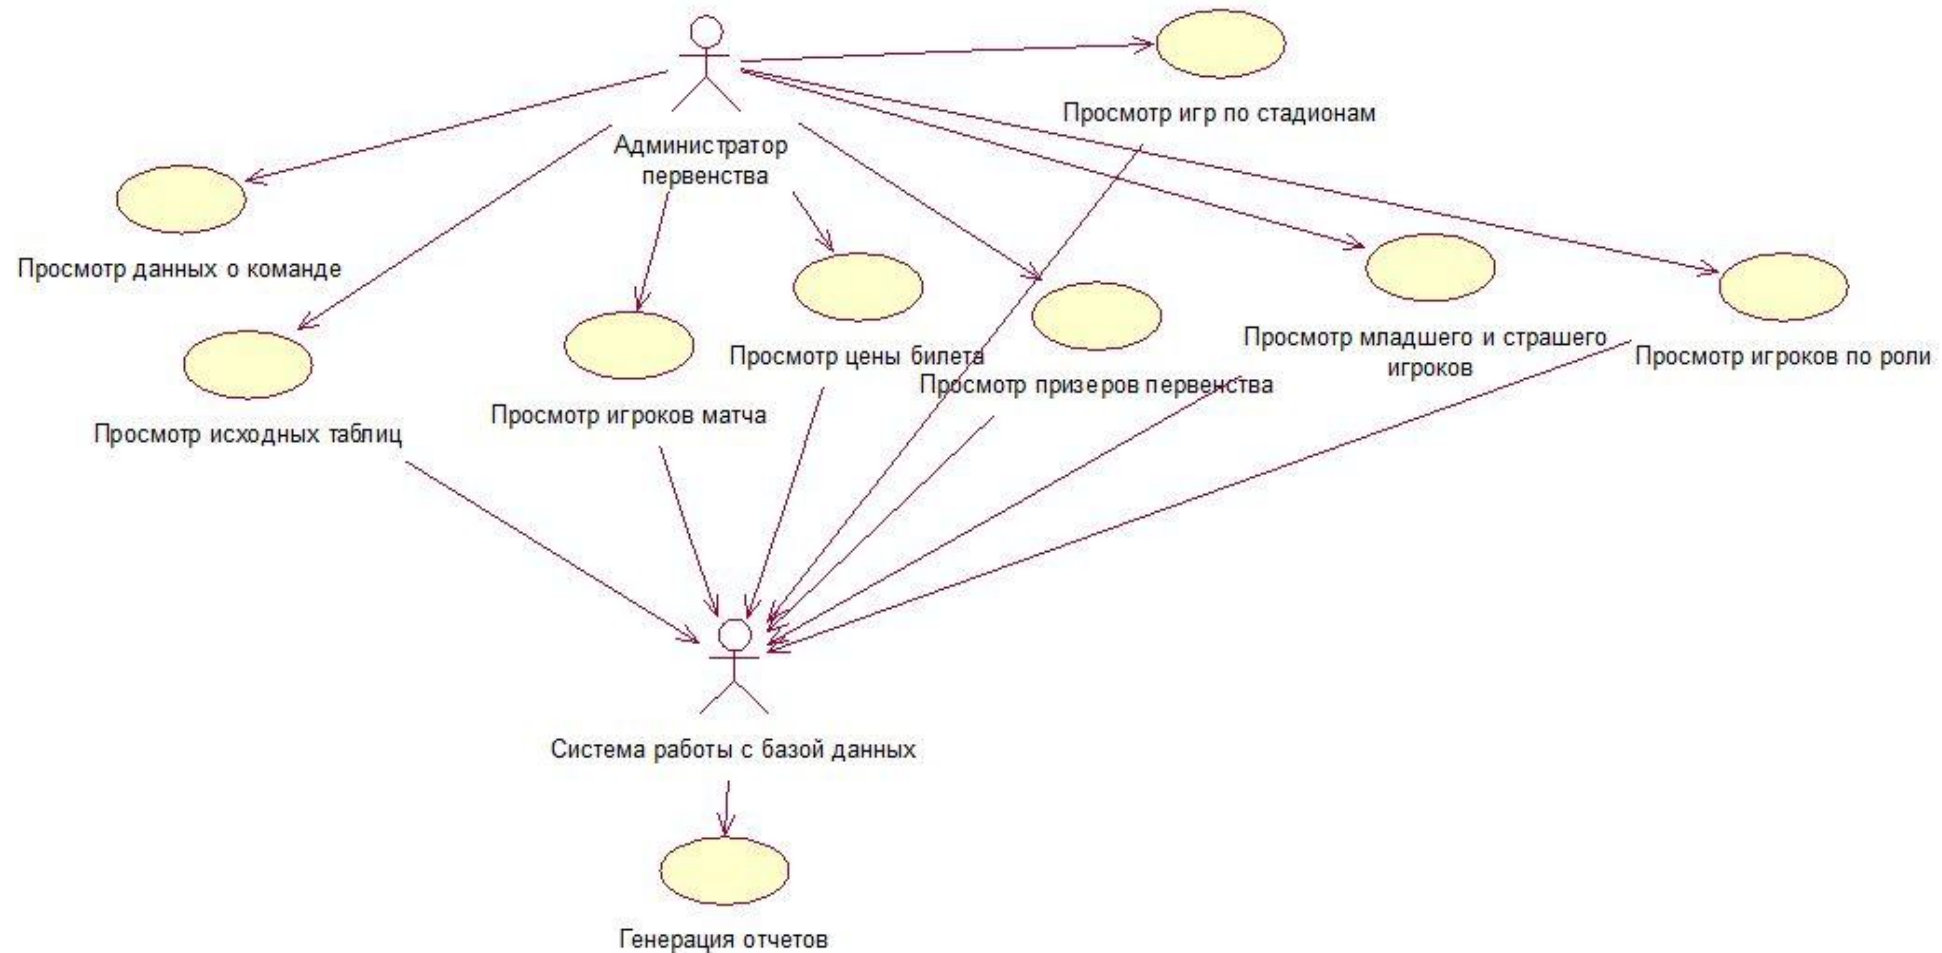 Просмотр игр по стадионам
Администратор
первенства
Просмотр данных о команде
Просмотр младшего и страшего
игроков
Просмотр цены билета
Просмотр игроков по роли
Просмотр призеров первенства
Просмотр игроков матча
Просмотр исходных таблиц
Система работы с базой данных
Генерация отчетов